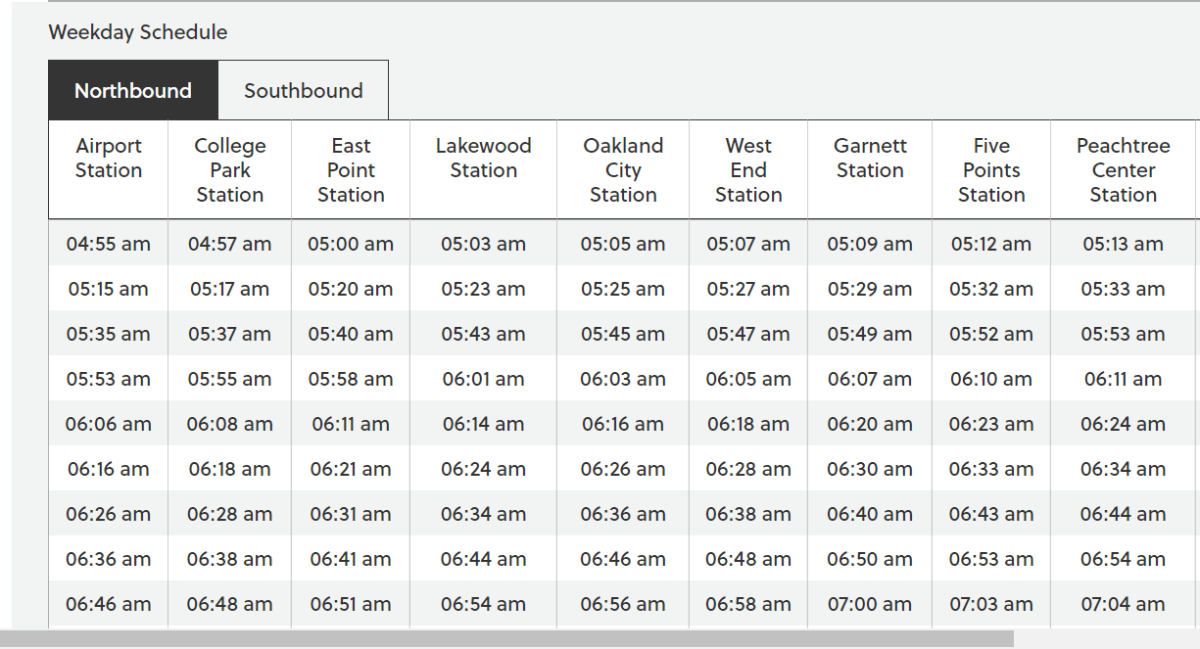 Weekday Schedule
Northbound Southbound
Airport Station College Park Station East Point Station Lakewood Station Oakland City Station West End Station Garnett Station Five Points Station Peachtree Center Station
04:55 am 04:57 am 05:00 am 05:03 am 05:05 am 05:07 am 05:09 am 05:12 am 05:13 am
05:15 am 05:17 am 05:20 am 05:23 am 05:25 am 05:27 am 05:29 am 05:32 am 05:33 am
05:35 am 05:37 am 05:40 am 05:43 am 05:45 am 05:47 am 05:49 am 05:52 am 05:53 am
05:53 am 05:55 am 05:58 am 06:01 am 06:03 am 06:05 am 06:07 am 06:10 am 06:11 am
06:06 am 06:08 am 06:11 am 06:14 am 06:16 am 06:18 am 06:20 am 06:23 am 06:24 am
06:16 am 06:18 am 06:21 am 06:24 am 06:26 am 06:28 am 06:30 am 06:33 am 06:34 am
06:26 am 06:28 am 06:31 am 06:34 am 06:36 am 06:38 am 06:40 am 06:43 am 06:44 am
06:36 am 06:38 am 06:41 am 06:44 am 06:46 am 06:48 am 06:50 am 06:53 am 06:54 am
06:46 am 06:48 am 06:51 am 06:54 am 06:56 am 06:58 am 07:00 am 07:03 am 07:04 am